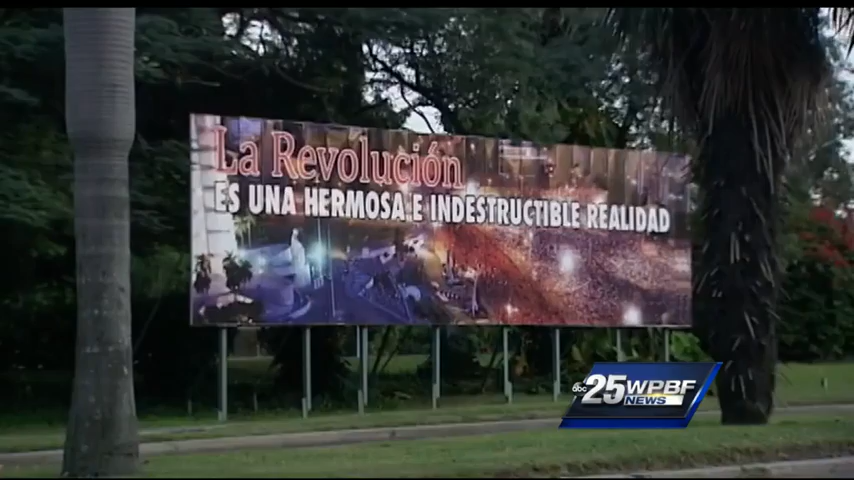 La Revolución
ES UNA HERMOSA E INDESTRUCTIBLE REALIDAD
abc 25 WPBF
NEWS